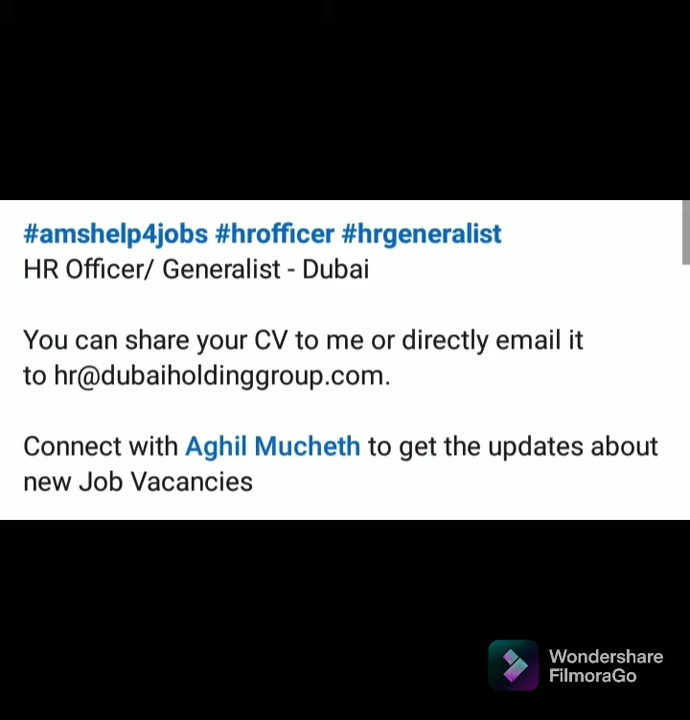 #amshelp4jobs #hrofficer #hrgeneralist
HR Officer/ Generalist - Dubai
You can share your CV to me or directly email it
to hr@dubaiholdinggroup.com.
Connect with Aghil Mucheth to get the updates about
new Job Vacancies
Wondershare
FilmoraGo